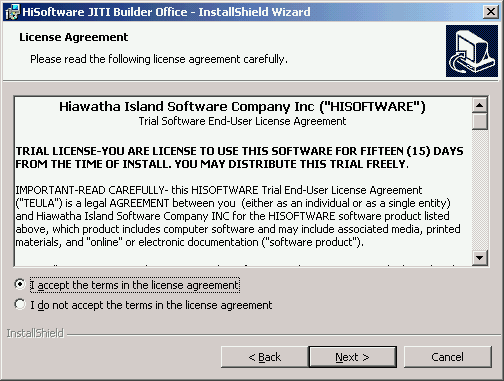 HiSoftware JITI Builder Office - InstallShield Wizard
License Agreement
Please read the following license agreement carefully.
Hiawatha Island Software Company Inc ("HISOFTWARE")
Trial Software End-User License Agreement
TRIAL LICENSE-YOU ARE LICENSE TO USE THIS SOFTWARE FOR FIFTEEN (15) DAYS
FROM THE TIME OF INSTALL. YOU MAY DISTRIBUTE THIS TRIAL FREELY.
IMPORTANT-READ CAREFULLY- this HISOFTWARE Trial End-User License Agreement
("TEULA") is a legal AGREEMENT between you  (either as an individual or as a single entity)
and Hiawatha Island Software Company INC for the HISOFTWARE software product listed
above, which product includes computer software and may include associated media, printed
materials, and "online" or electronic documentation ("software product").
I accept the terms in the license agreement
I do not accept the terms in the license agreement
InstallShield
< Back
Next >
Cancel